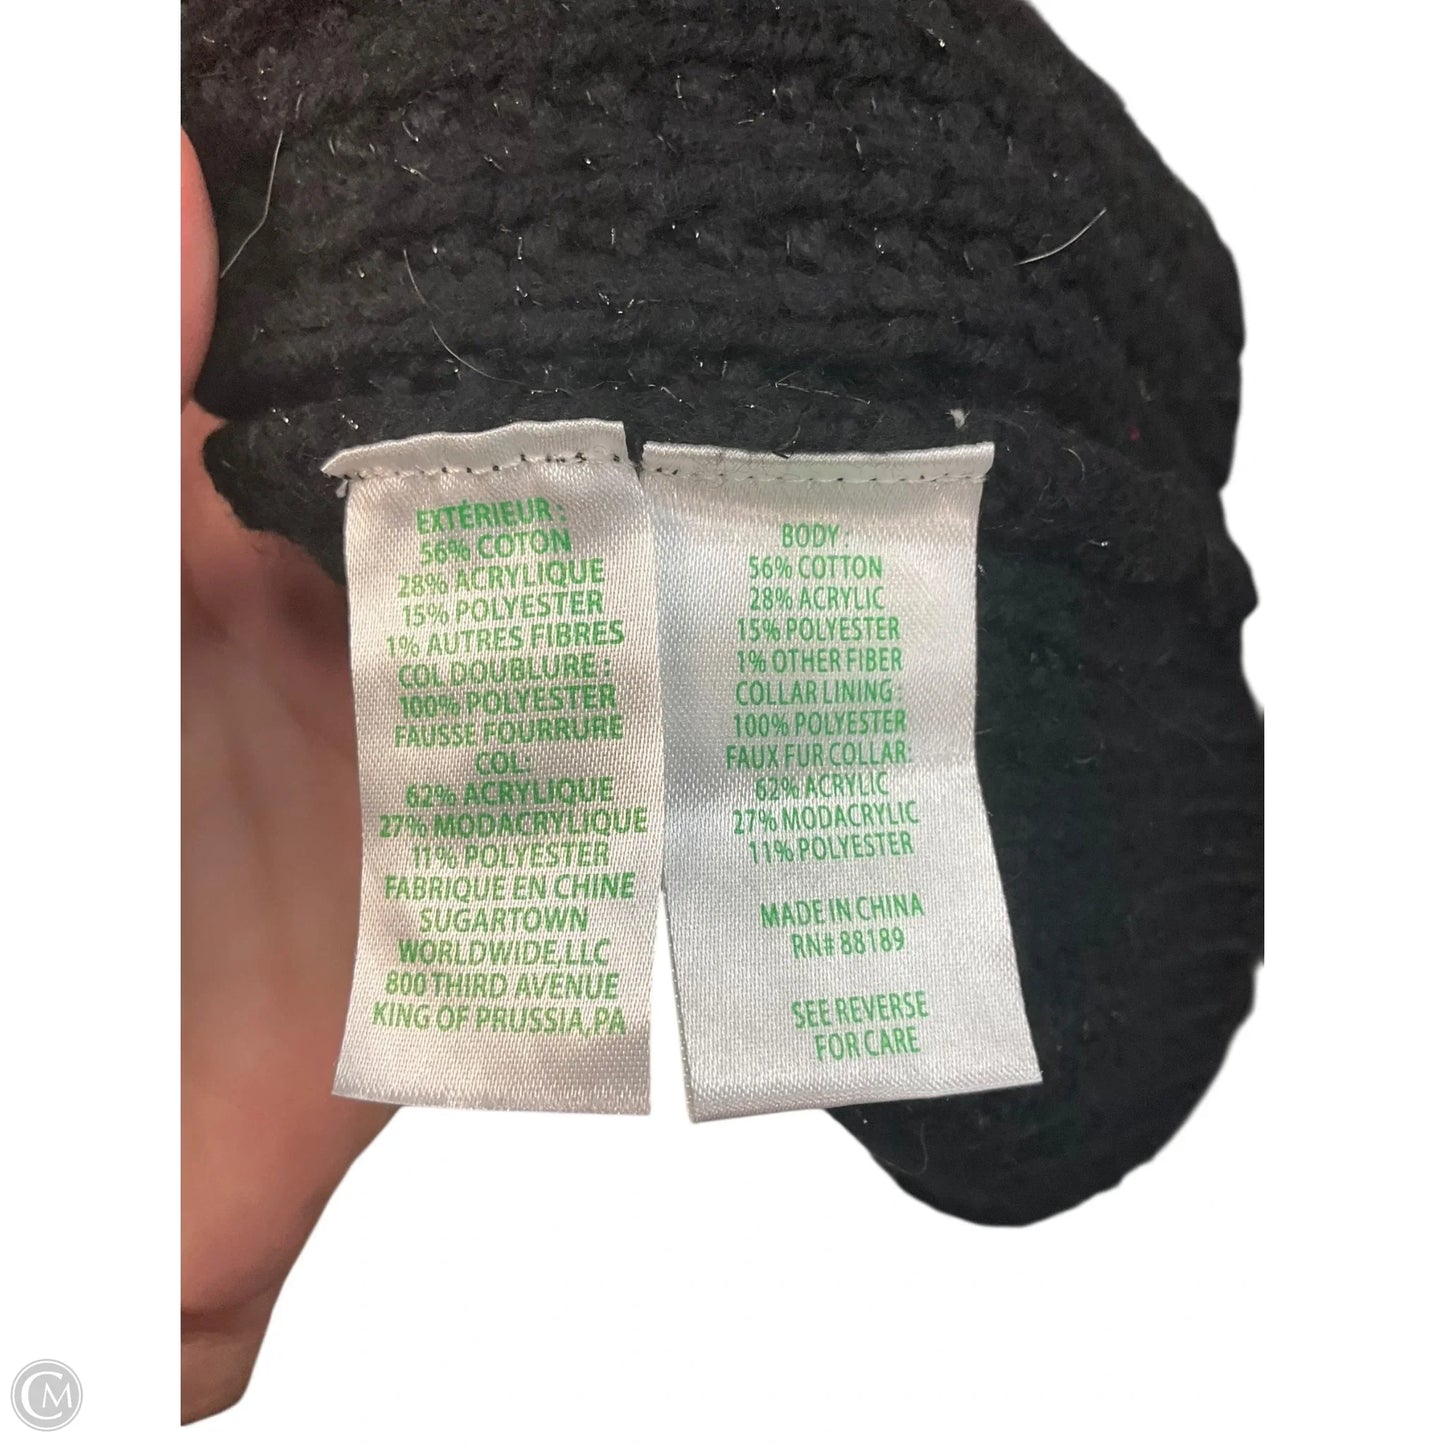 EXTÉRIEUR :
56% COTON
28% ACRYLIQUE
15% POLYESTER
1% AUTRES FIBRES
COL DOUBLURE :
100% POLYESTER
FAUSSE FOURRURE
COL:
62% ACRYLIQUE
27% MODACRYLIQUE
11% POLYESTER
FABRIQUE EN CHINE
SUGARTOWN
WORLDWIDE,LLC
800 THIRD AVENUE
KING OF PRUSSIA,PA
BODY :
56% COTTON
28% ACRYLIC
15% POLYESTER
1% OTHER FIBER
COLLAR LINING :
100% POLYESTER
FAUX FUR COLLAR:
62% ACRYLIC
27% MODACRYLIC
11% POLYESTER
MADE IN CHINA
RN# 88189
SEE REVERSE
FOR CARE
CM